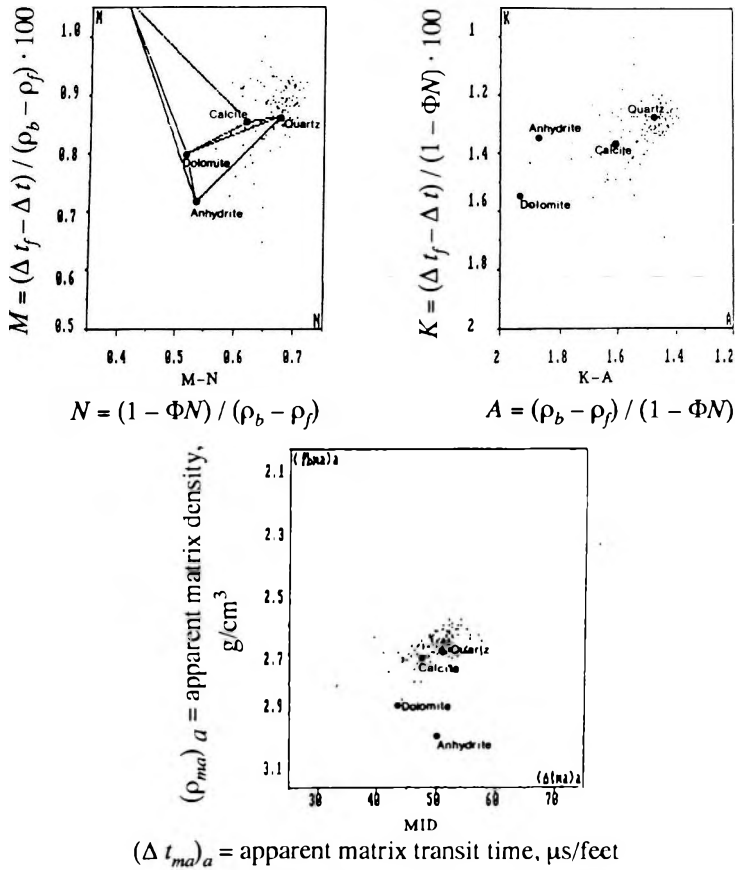 M = (Δ t_f − Δ t) / (ρ_b − ρ_f) · 100
1.0
0.9
0.8
0.7
0.6
0.5
M
Calcite
Quartz
Dolomite
Anhydrite
N
0.4 0.5 0.6 0.7
M-N
N = (1 − ΦN) / (ρ_b − ρ_f)
K = (Δ t_f − Δ t) / (1 − ΦN) · 100
1
1.2
1.4
1.6
1.8
2
K
Quartz
Anhydrite
Calcite
Dolomite
A
2 1.8 1.6 1.4 1.2
K-A
A = (ρ_b − ρ_f) / (1 − ΦN)
(ρ_ma)_a = apparent matrix density,
g/cm³
2.1
2.3
2.5
2.7
2.9
3.1
Quartz
Calcite
Dolomite
Anhydrite
(Δtma)a
30 40 50 60 70
MID
(Δ t_ma)_a = apparent matrix transit time, μs/feet